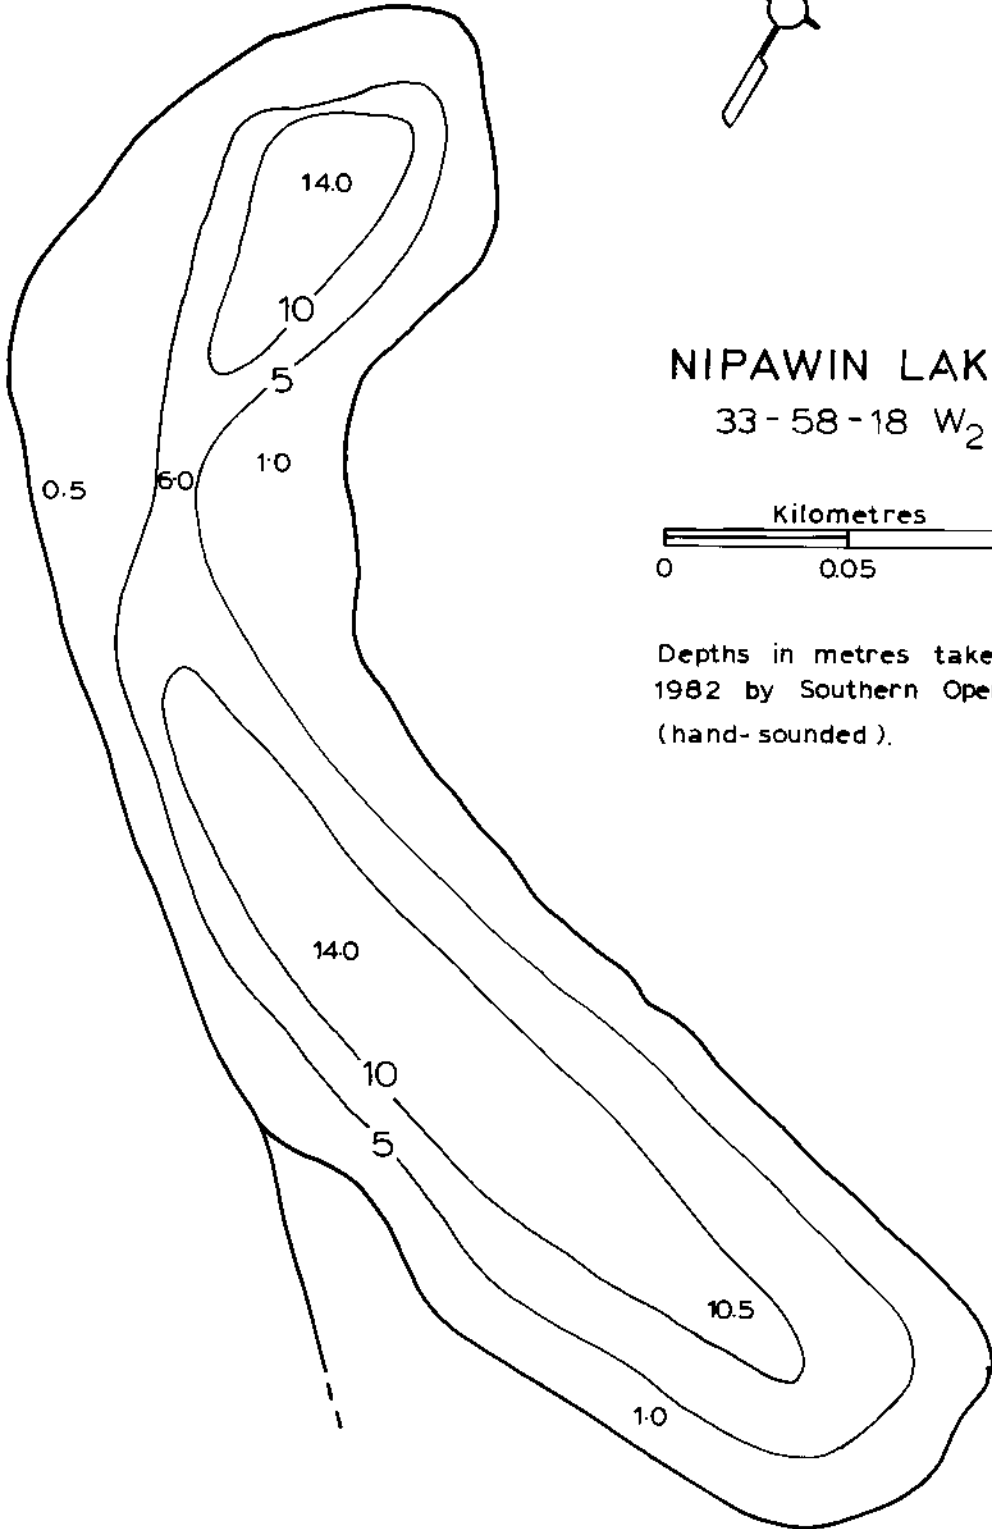 14.0
10
5
NIPAWIN LAK
33-58-18 W2
1.0
0.5
6.0
Kilometres
0 0.05
Depths in metres take
1982 by Southern Ope
(hand-sounded).
14.0
10
5
10.5
1.0